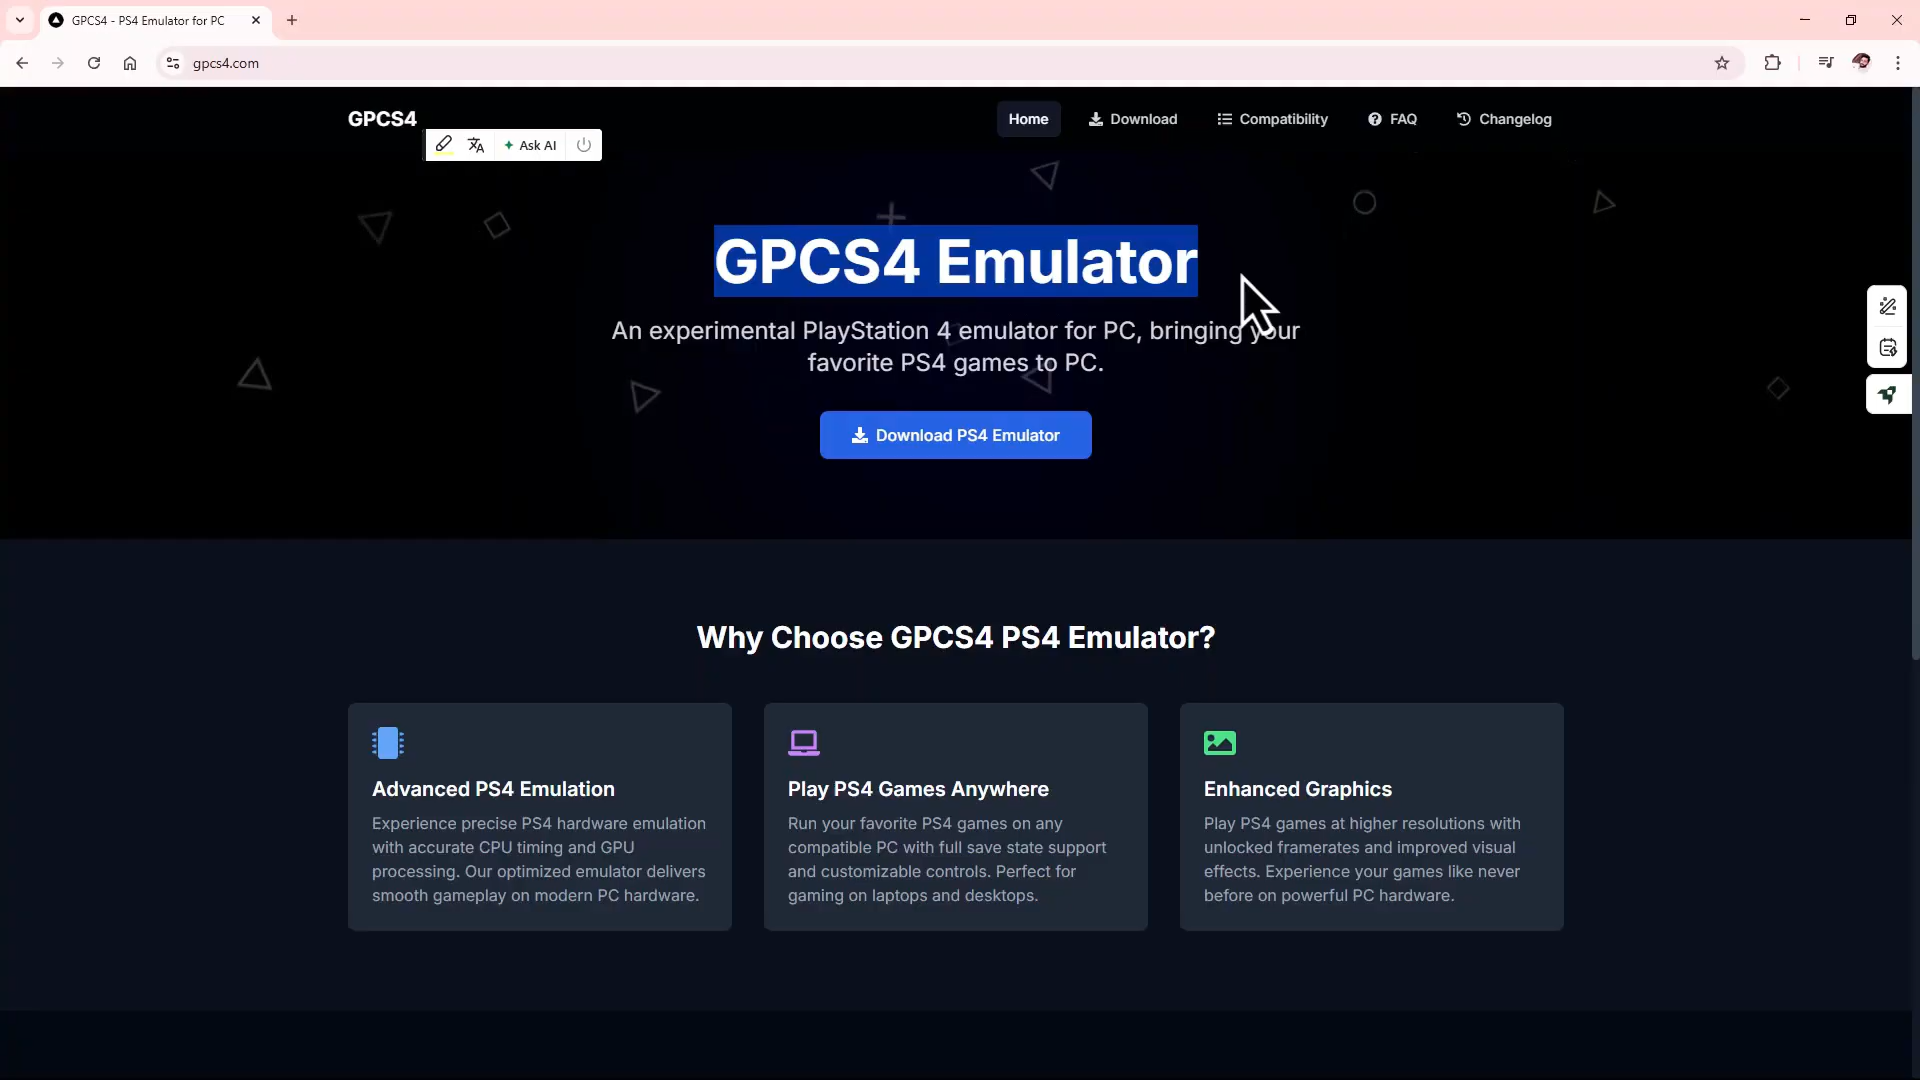 GPCS4 - PS4 Emulator for PC
gpcs4.com
GPCS4
Home
Download
Compatibility
FAQ
Changelog
Ask AI
GPCS4 Emulator
An experimental PlayStation 4 emulator for PC, bringing your
favorite PS4 games to PC.
Download PS4 Emulator
Why Choose GPCS4 PS4 Emulator?
Advanced PS4 Emulation
Experience precise PS4 hardware emulation
with accurate CPU timing and GPU
processing. Our optimized emulator delivers
smooth gameplay on modern PC hardware.
Play PS4 Games Anywhere
Run your favorite PS4 games on any
compatible PC with full save state support
and customizable controls. Perfect for
gaming on laptops and desktops.
Enhanced Graphics
Play PS4 games at higher resolutions with
unlocked framerates and improved visual
effects. Experience your games like never
before on powerful PC hardware.